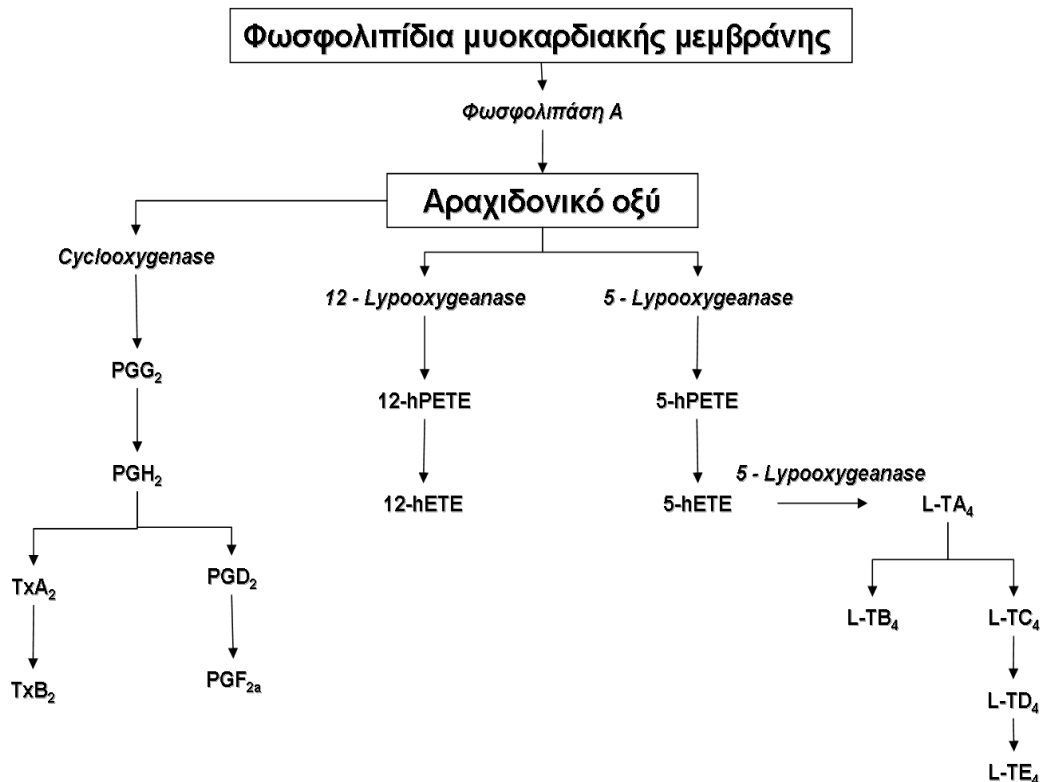 Φωσφολιπίδια μυοκαρδιακής μεμβράνης
Φωσφολιπάση Α
Αραχιδονικό οξύ
Cyclooxygenase
12 - Lypooxygeanase
5 - Lypooxygeanase
PGG₂
12-hPETE
5-hPETE
PGH₂
5 - Lypooxygeanase
12-hETE
5-hETE
L-TA₄
TxA₂
PGD₂
L-TB₄
L-TC₄
TxB₂
PGF₂a
L-TD₄
L-TE₄